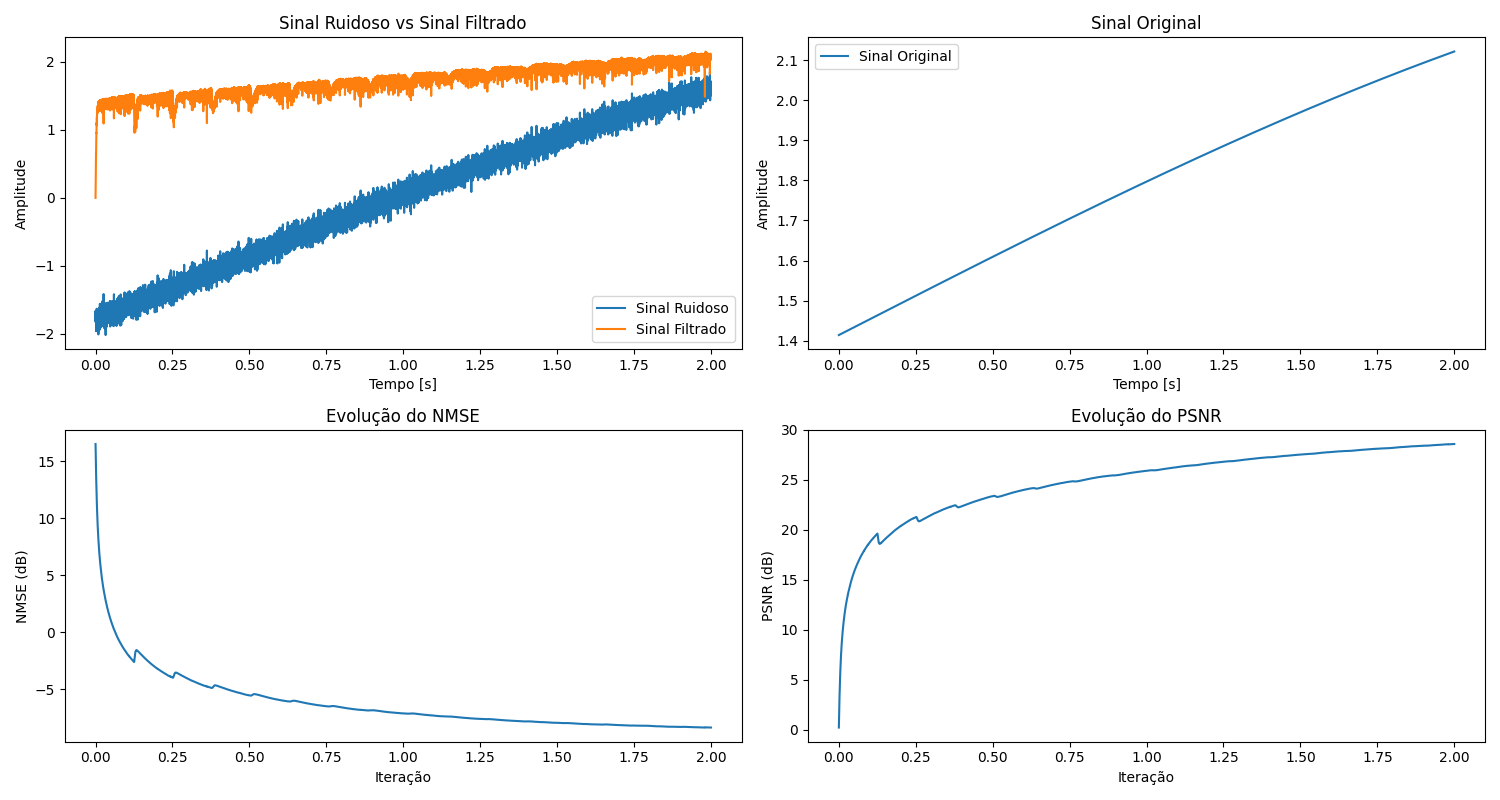 Sinal Ruidoso vs Sinal Filtrado
Amplitude
2
1
0
−1
−2
Sinal Ruidoso
Sinal Filtrado
0.00 0.25 0.50 0.75 1.00 1.25 1.50 1.75 2.00
Tempo [s]
Sinal Original
Amplitude
Sinal Original
2.1
2.0
1.9
1.8
1.7
1.6
1.5
1.4
0.00 0.25 0.50 0.75 1.00 1.25 1.50 1.75 2.00
Tempo [s]
Evolução do NMSE
NMSE (dB)
15
10
5
0
−5
0.00 0.25 0.50 0.75 1.00 1.25 1.50 1.75 2.00
Iteração
Evolução do PSNR
PSNR (dB)
30
25
20
15
10
5
0
0.00 0.25 0.50 0.75 1.00 1.25 1.50 1.75 2.00
Iteração